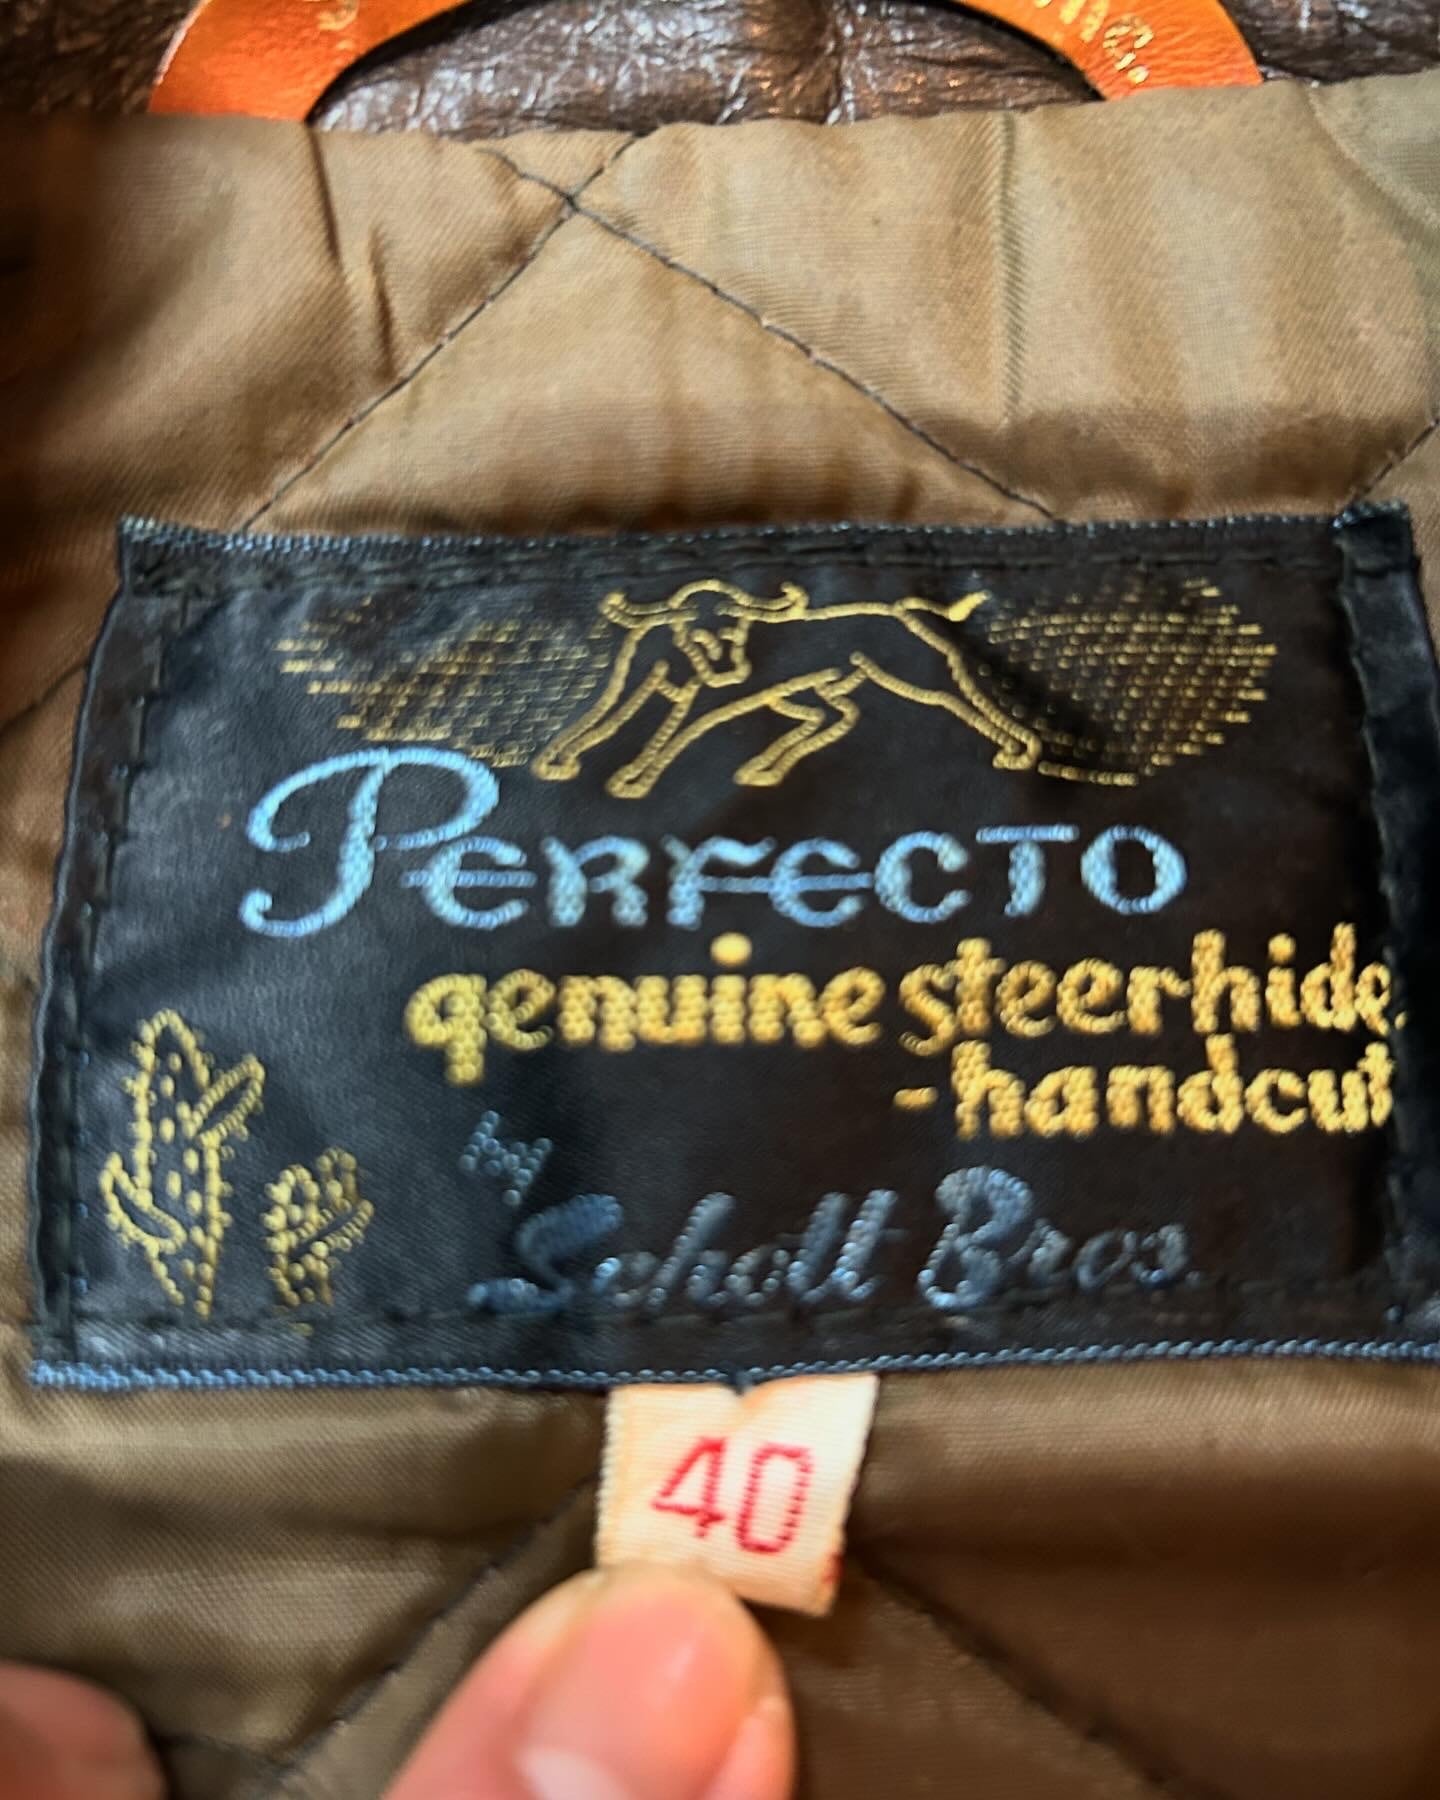 PERFECTO
genuine steerhide
-handcut
by
Schott Bros.
40